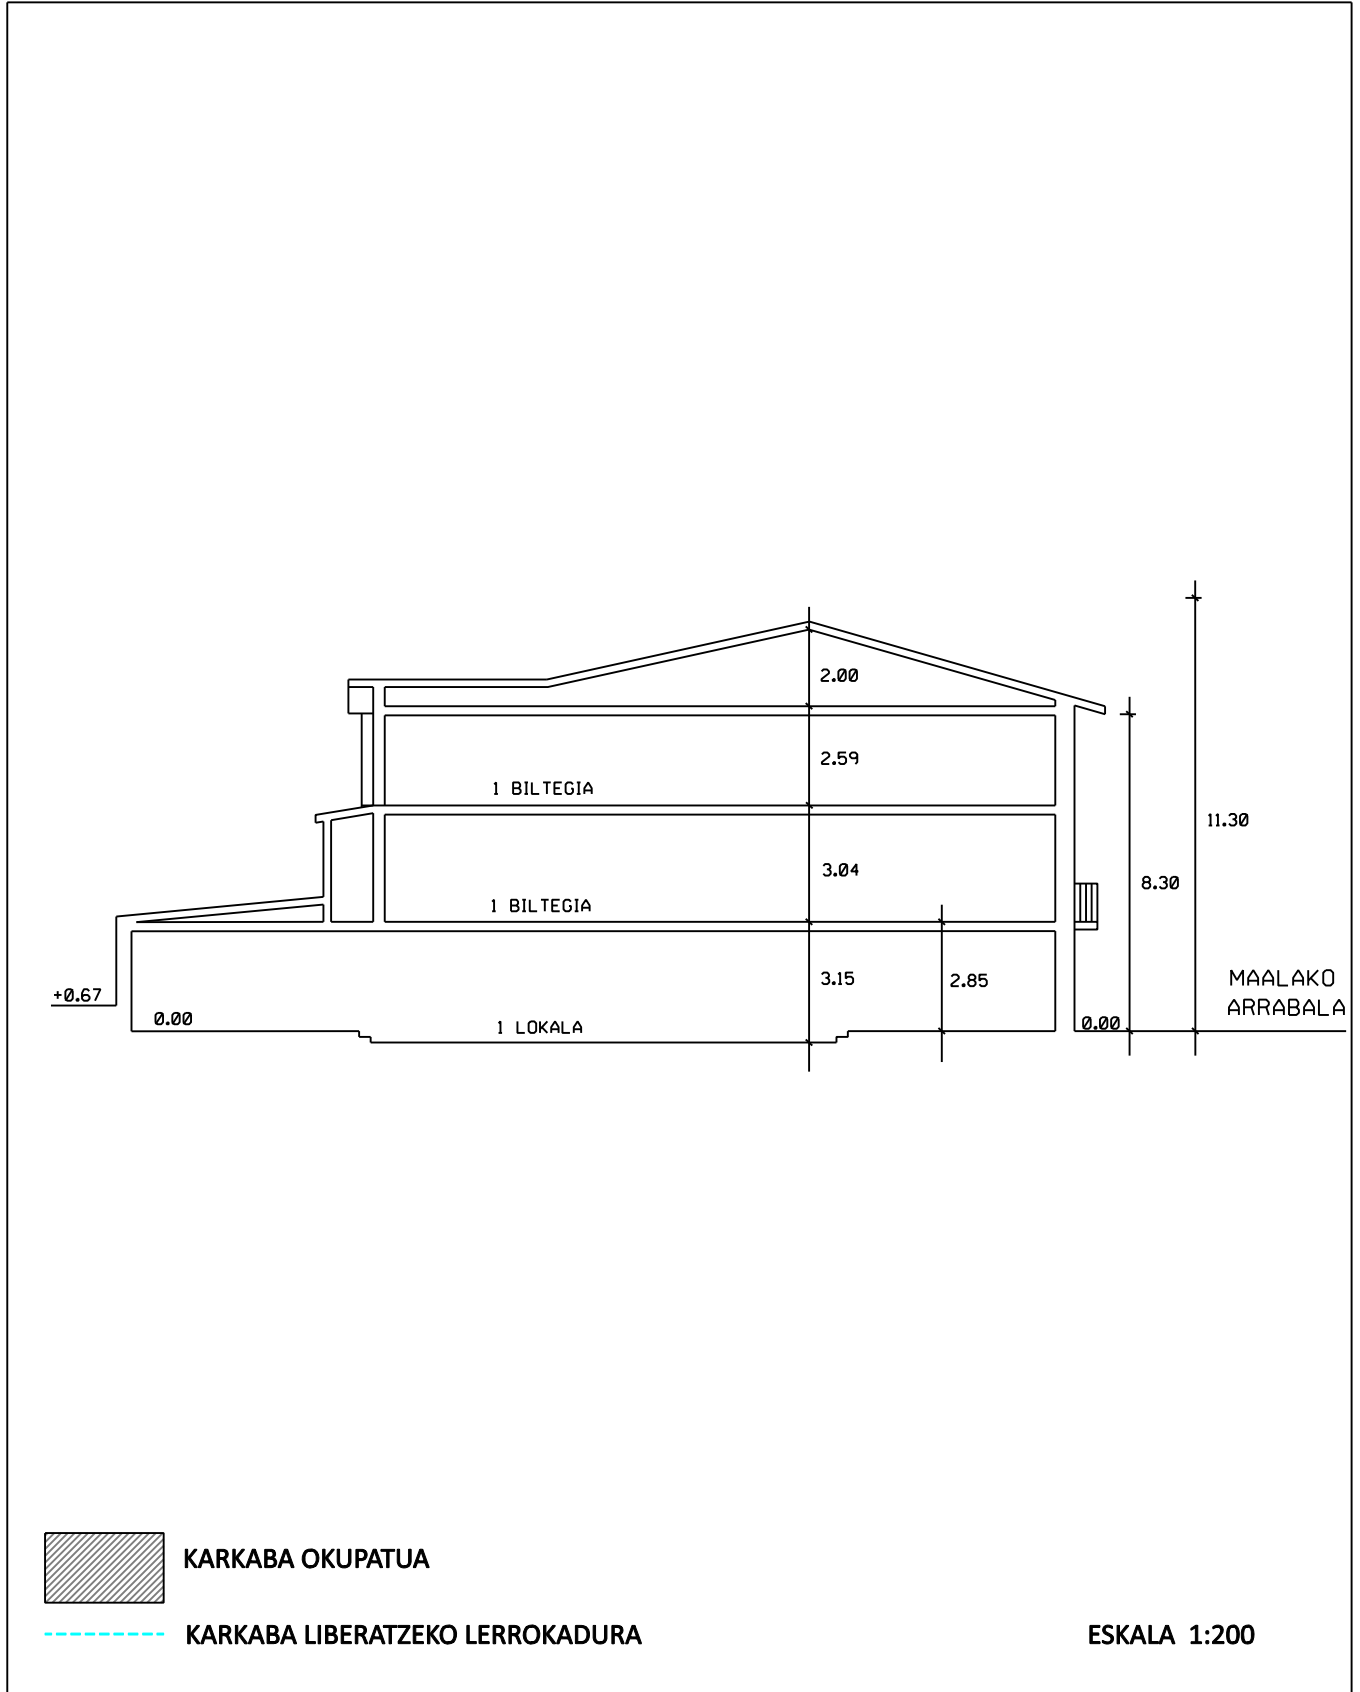 2.00
2.59
1 BILTEGIA
11.30
3.04
8.30
1 BILTEGIA
3.15
2.85
MAALAKO
ARRABALA
+0.67
0.00
1 LOKALA
0.00
KARKABA OKUPATUA
KARKABA LIBERATZEKO LERROKADURA
ESKALA 1:200